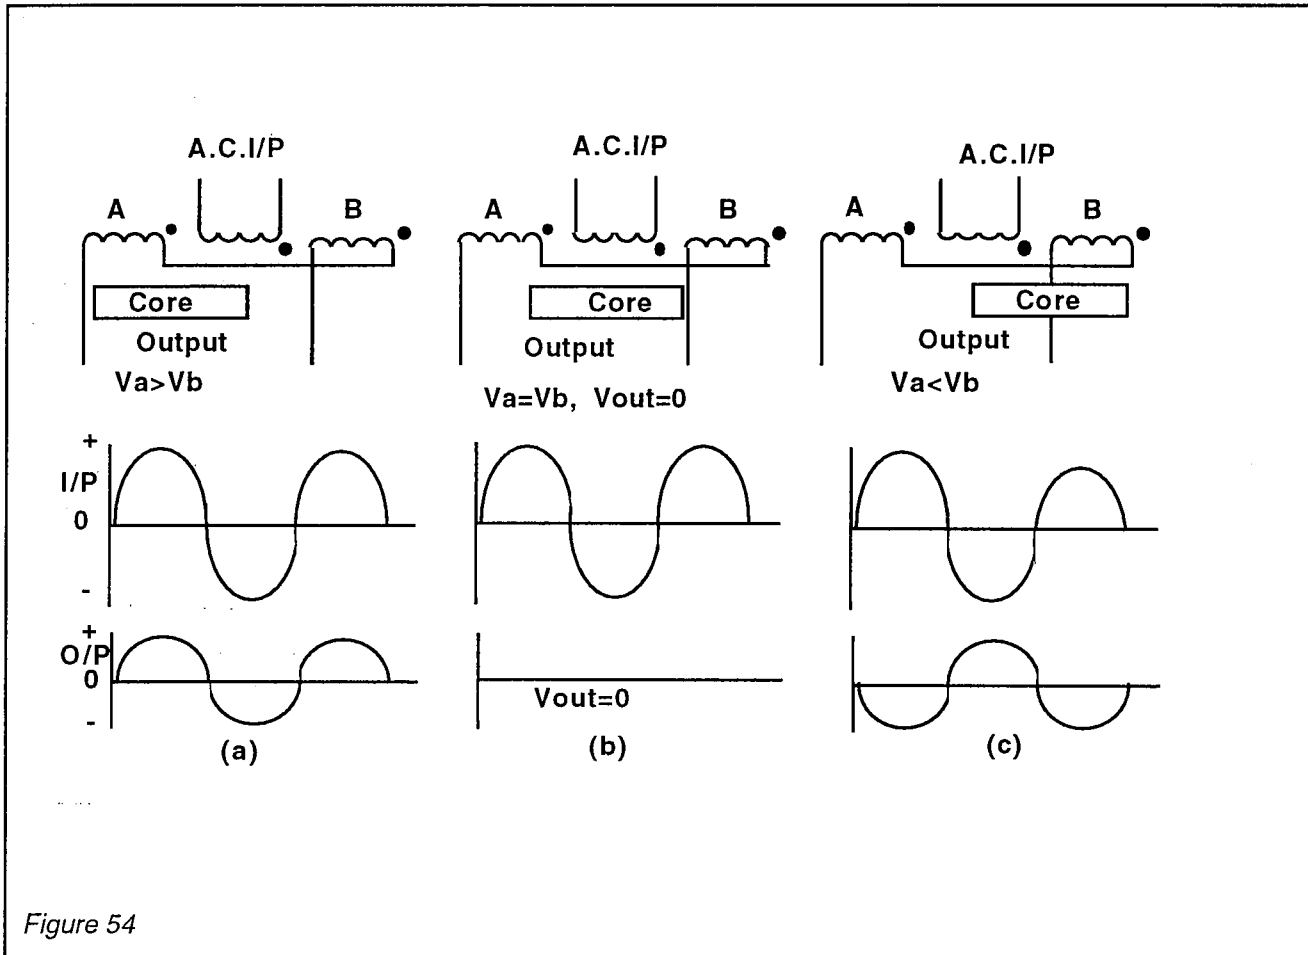 A.C.I/P
A
B
Core
Output
Va>Vb
A.C.I/P
A
B
Core
Output
Va=Vb, Vout=0
A.C.I/P
A
B
Core
Output
Va<Vb
+
I/P
0
-
+
O/P
0
-
(a)
Vout=0
(b)
(c)
Figure 54